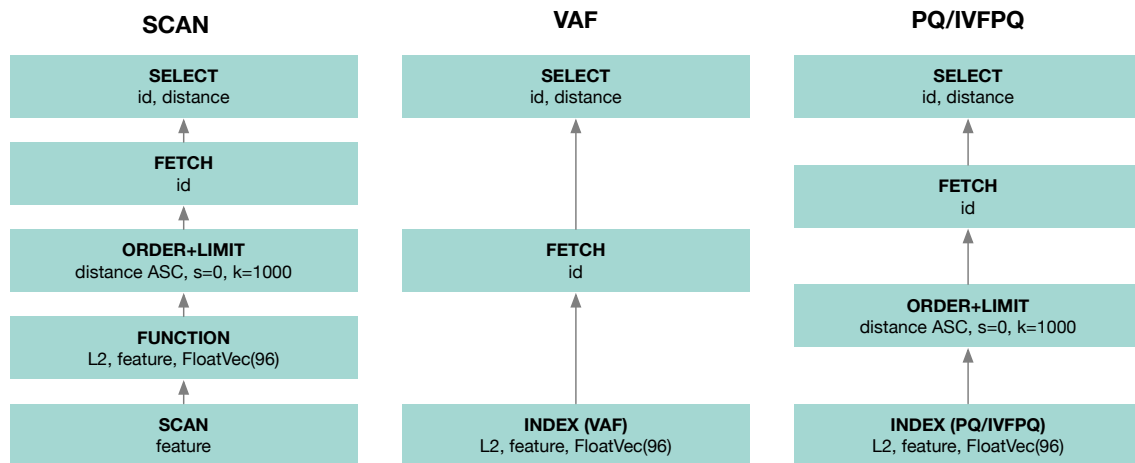 SCAN
SELECT
id, distance
FETCH
id
ORDER+LIMIT
distance ASC, s=0, k=1000
FUNCTION
L2, feature, FloatVec(96)
SCAN
feature
VAF
SELECT
id, distance
FETCH
id
INDEX (VAF)
L2, feature, FloatVec(96)
PQ/IVFPQ
SELECT
id, distance
FETCH
id
ORDER+LIMIT
distance ASC, s=0, k=1000
INDEX (PQ/IVFPQ)
L2, feature, FloatVec(96)